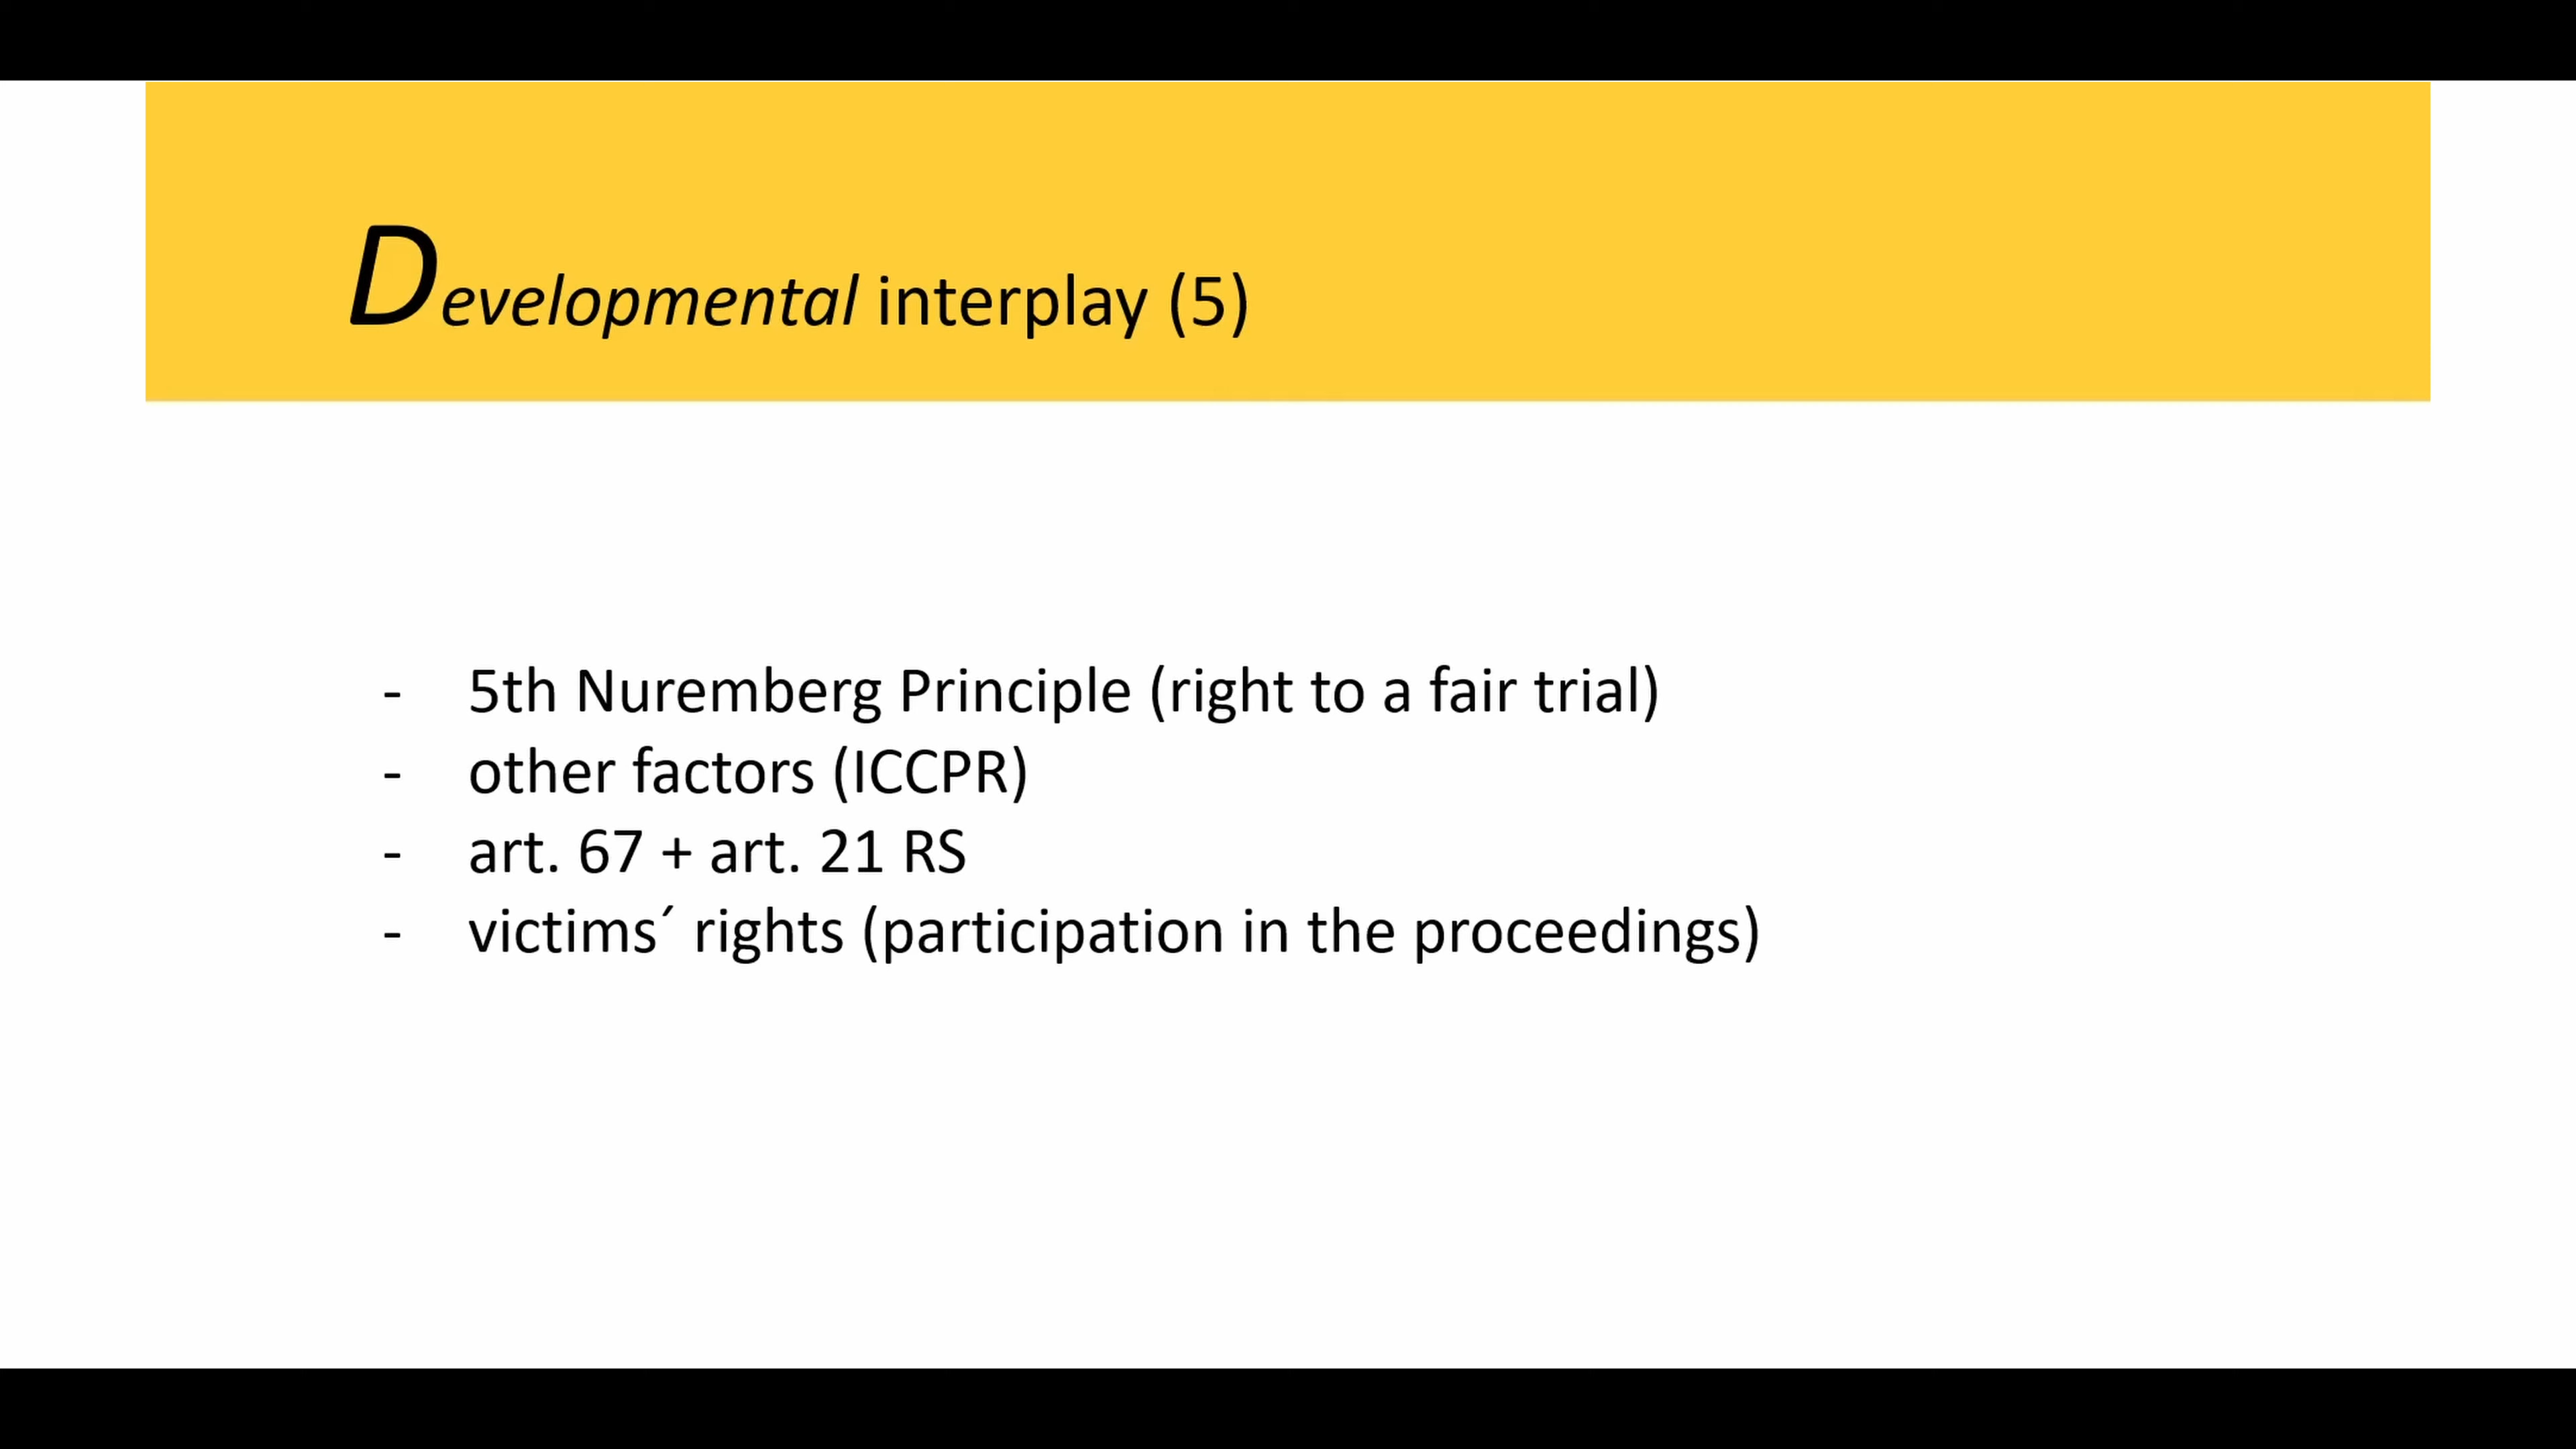 Developmental interplay (5)
- 5th Nuremberg Principle (right to a fair trial)
- other factors (ICCPR)
- art. 67 + art. 21 RS
- victims´ rights (participation in the proceedings)